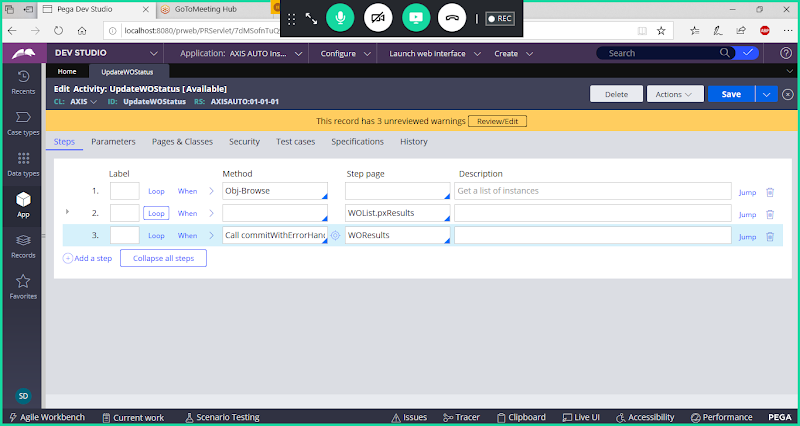 Pega Dev Studio
GoToMeeting Hub
REC
localhost:8080/prweb/PRServlet/7dMSofnTuQ
ABP
DEV STUDIO
Application: AXIS AUTO Ins...
Configure
Launch web interface
Create
Search
Home
UpdateWOStatus
Edit Activity: UpdateWOStatus [Available]
CL: AXIS ID: UpdateWOStatus RS: AXISAUTO:01-01-01
Delete
Actions
Save
This record has 3 unreviewed warnings
Review/Edit
Steps
Parameters
Pages & Classes
Security
Test cases
Specifications
History
Recents
Case types
Data types
App
Records
Favorites
SD
Label Method Step page Description
1. Loop When Obj-Browse Get a list of instances Jump
2. Loop When WOList.pxResults Jump
3. Loop When Call commitWithErrorHand WOResults Jump
Add a step
Collapse all steps
Agile Workbench
Current work
Scenario Testing
Issues
Tracer
Clipboard
Live UI
Accessibility
Performance
PEGA